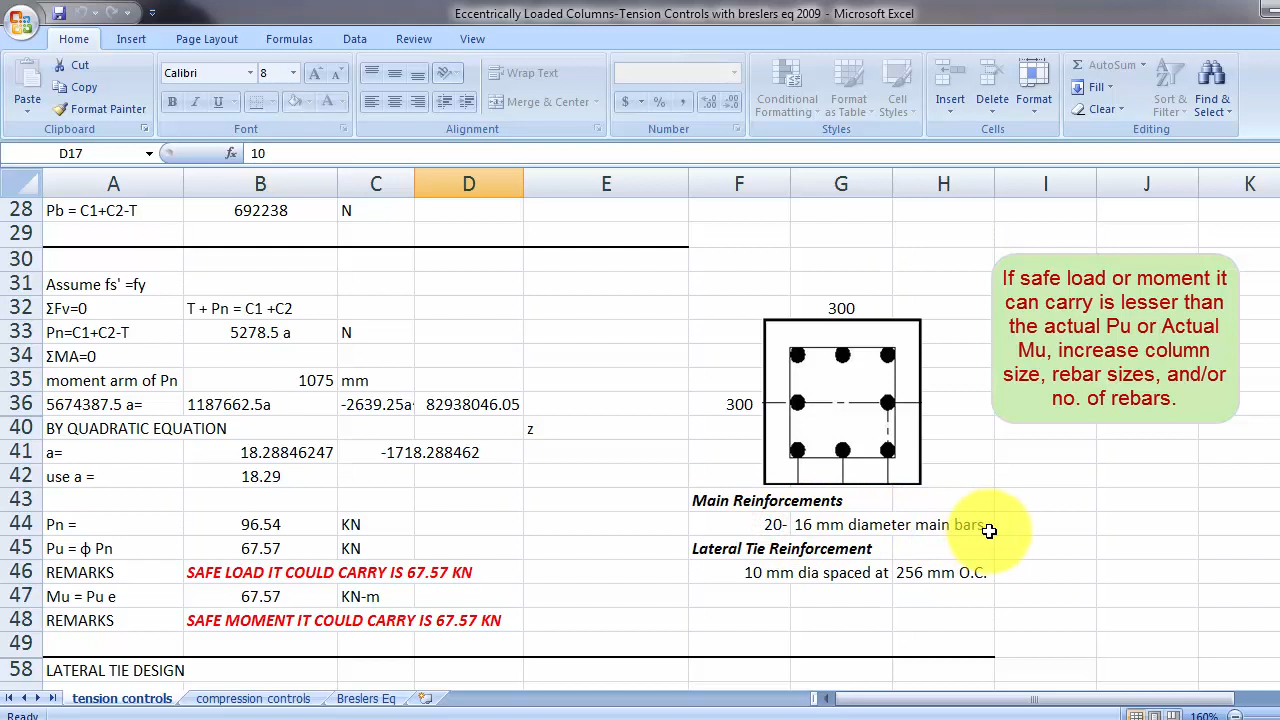 Eccentrically Loaded Columns-Tension Controls with breslers eq 2009 - Microsoft Excel
Home Insert Page Layout Formulas Data Review View
Paste
Cut
Copy
Format Painter
Clipboard
Calibri 8
B I U
A A
Font
Wrap Text
Merge & Center
Alignment
$ % ,
Number
Conditional Formatting
Format as Table
Cell Styles
Styles
Insert Delete Format
Cells
Σ AutoSum
Fill
Clear
Sort & Filter
Find & Select
Editing
D17 fx 10
A B C D E F G H I J K
28 Pb = C1+C2-T 692238 N
29
30
31 Assume fs' =fy
32 ΣFv=0 T + Pn = C1 +C2 300
33 Pn=C1+C2-T 5278.5 a N
34 ΣMA=0
35 moment arm of Pn 1075 mm
36 5674387.5 a= 1187662.5a -2639.25a 82938046.05 300
40 BY QUADRATIC EQUATION z
41 a= 18.28846247 -1718.288462
42 use a = 18.29
43 Main Reinforcements
44 Pn = 96.54 KN 20- 16 mm diameter main bars
45 Pu = ф Pn 67.57 KN Lateral Tie Reinforcement
46 REMARKS SAFE LOAD IT COULD CARRY IS 67.57 KN 10 mm dia spaced at 256 mm O.C.
47 Mu = Pu e 67.57 KN-m
48 REMARKS SAFE MOMENT IT COULD CARRY IS 67.57 KN
49
58 LATERAL TIE DESIGN
If safe load or moment it
can carry is lesser than
the actual Pu or Actual
Mu, increase column
size, rebar sizes, and/or
no. of rebars.
tension controls compression controls Breslers Eq
Ready 160%